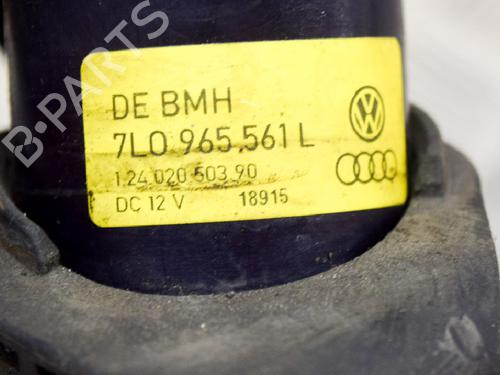 B-PARTS
DE BMH
7L0 965 561 L
1.24 020 503 90
DC 12 V 18915